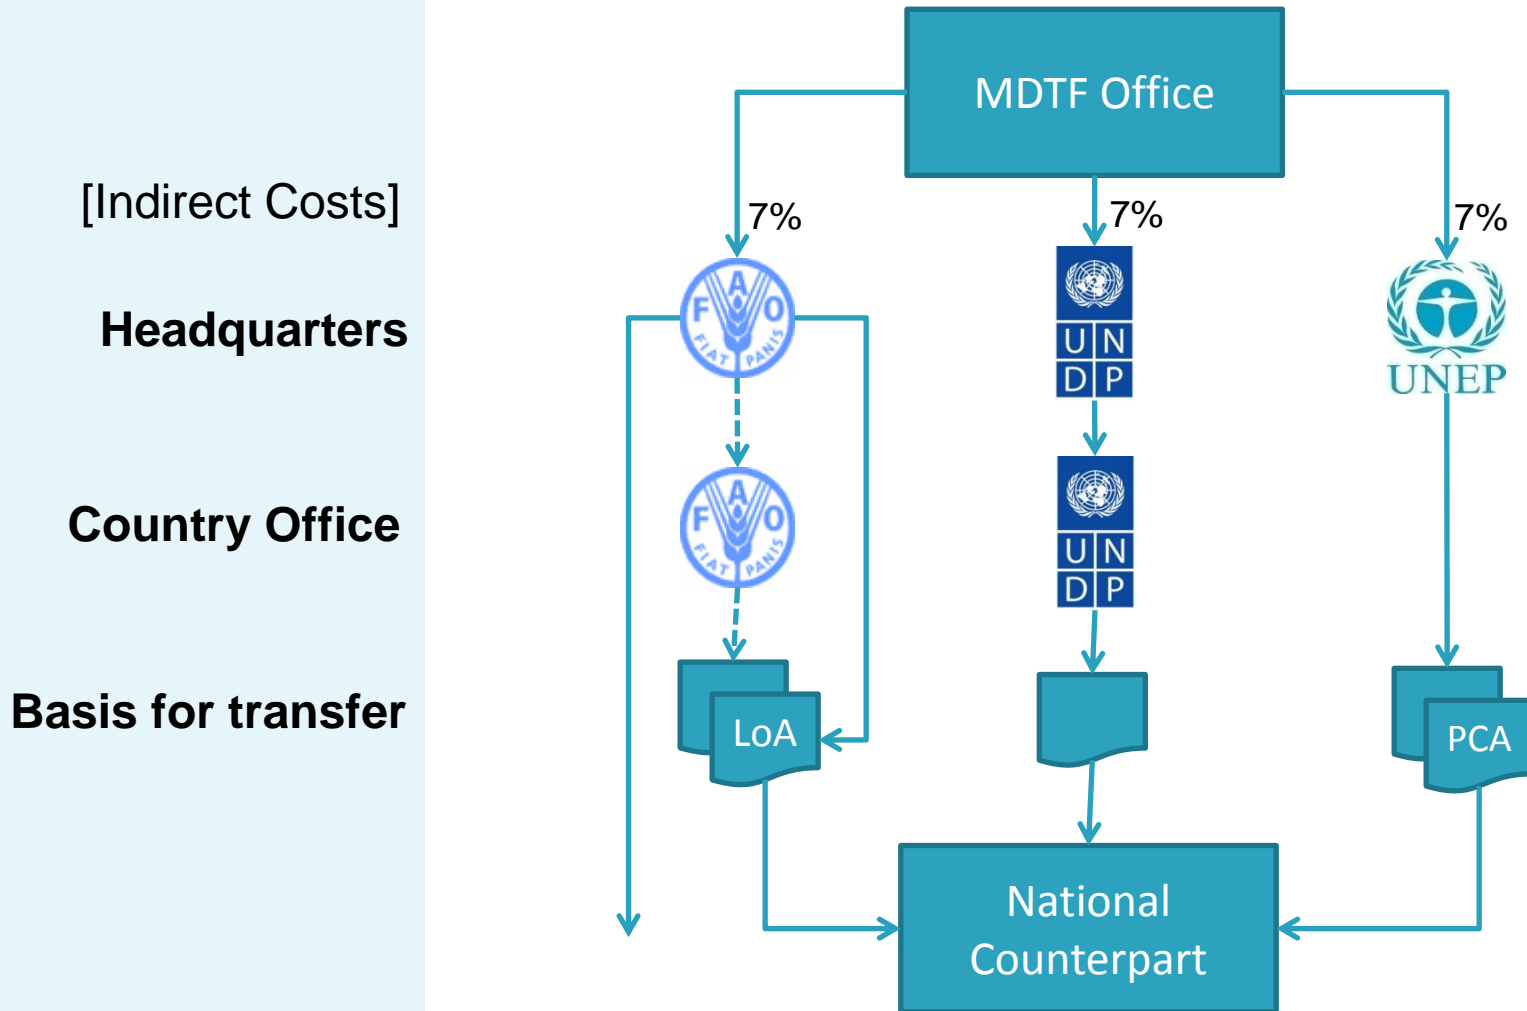 MDTF Office
[Indirect Costs]
7%
7%
7%
Headquarters
FAO
FIAT PANIS
UN
DP
UNEP
Country Office
FAO
FIAT PANIS
UN
DP
Basis for transfer
LoA
PCA
National
Counterpart